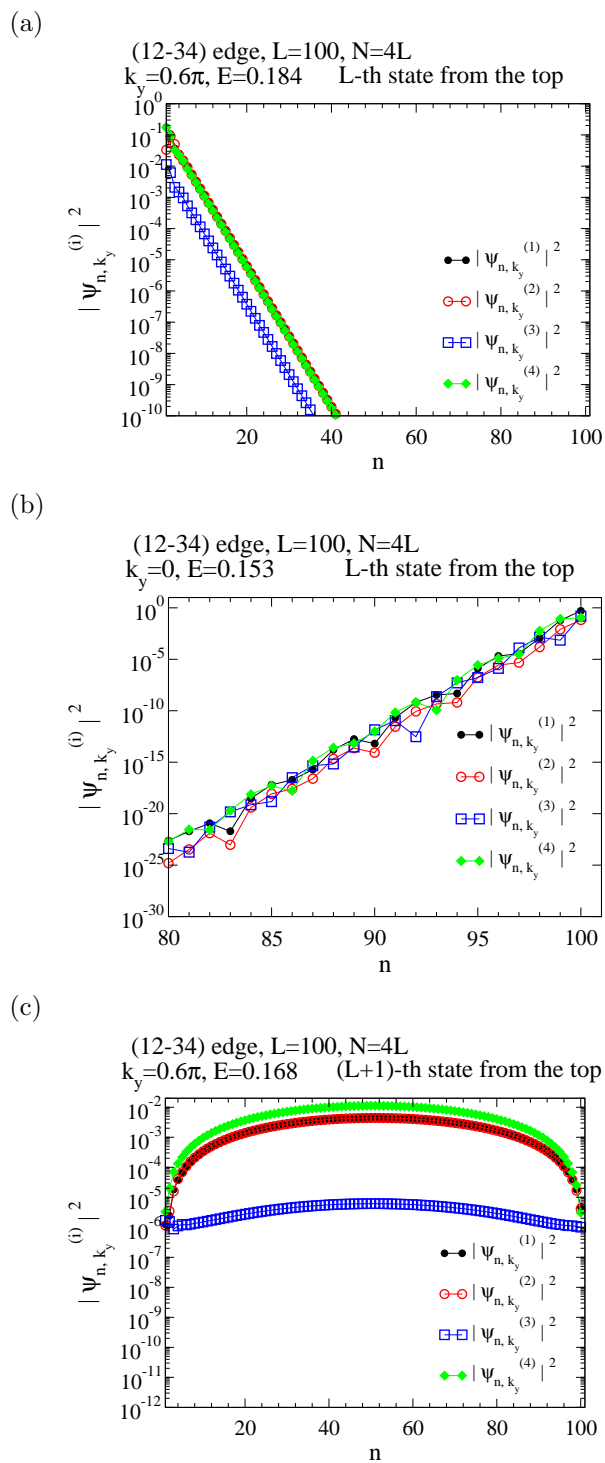 (a)
(12-34) edge, L=100, N=4L
k_y=0.6π, E=0.184 L-th state from the top
10^0
10^-1
10^-2
10^-3
10^-4
10^-5
10^-6
10^-7
10^-8
10^-9
10^-10
|ψ_{n, k_y}^{(i)}|^2
|ψ_{n, k_y}^{(1)}|^2
|ψ_{n, k_y}^{(2)}|^2
|ψ_{n, k_y}^{(3)}|^2
|ψ_{n, k_y}^{(4)}|^2
20 40 60 80 100
n
(b)
(12-34) edge, L=100, N=4L
k_y=0, E=0.153 L-th state from the top
10^0
10^-5
10^-10
10^-15
10^-20
10^-25
10^-30
|ψ_{n, k_y}^{(i)}|^2
|ψ_{n, k_y}^{(1)}|^2
|ψ_{n, k_y}^{(2)}|^2
|ψ_{n, k_y}^{(3)}|^2
|ψ_{n, k_y}^{(4)}|^2
80 85 90 95 100
n
(c)
(12-34) edge, L=100, N=4L
k_y=0.6π, E=0.168 (L+1)-th state from the top
10^-2
10^-3
10^-4
10^-5
10^-6
10^-7
10^-8
10^-9
10^-10
10^-11
10^-12
|ψ_{n, k_y}^{(i)}|^2
|ψ_{n, k_y}^{(1)}|^2
|ψ_{n, k_y}^{(2)}|^2
|ψ_{n, k_y}^{(3)}|^2
|ψ_{n, k_y}^{(4)}|^2
20 40 60 80 100
n